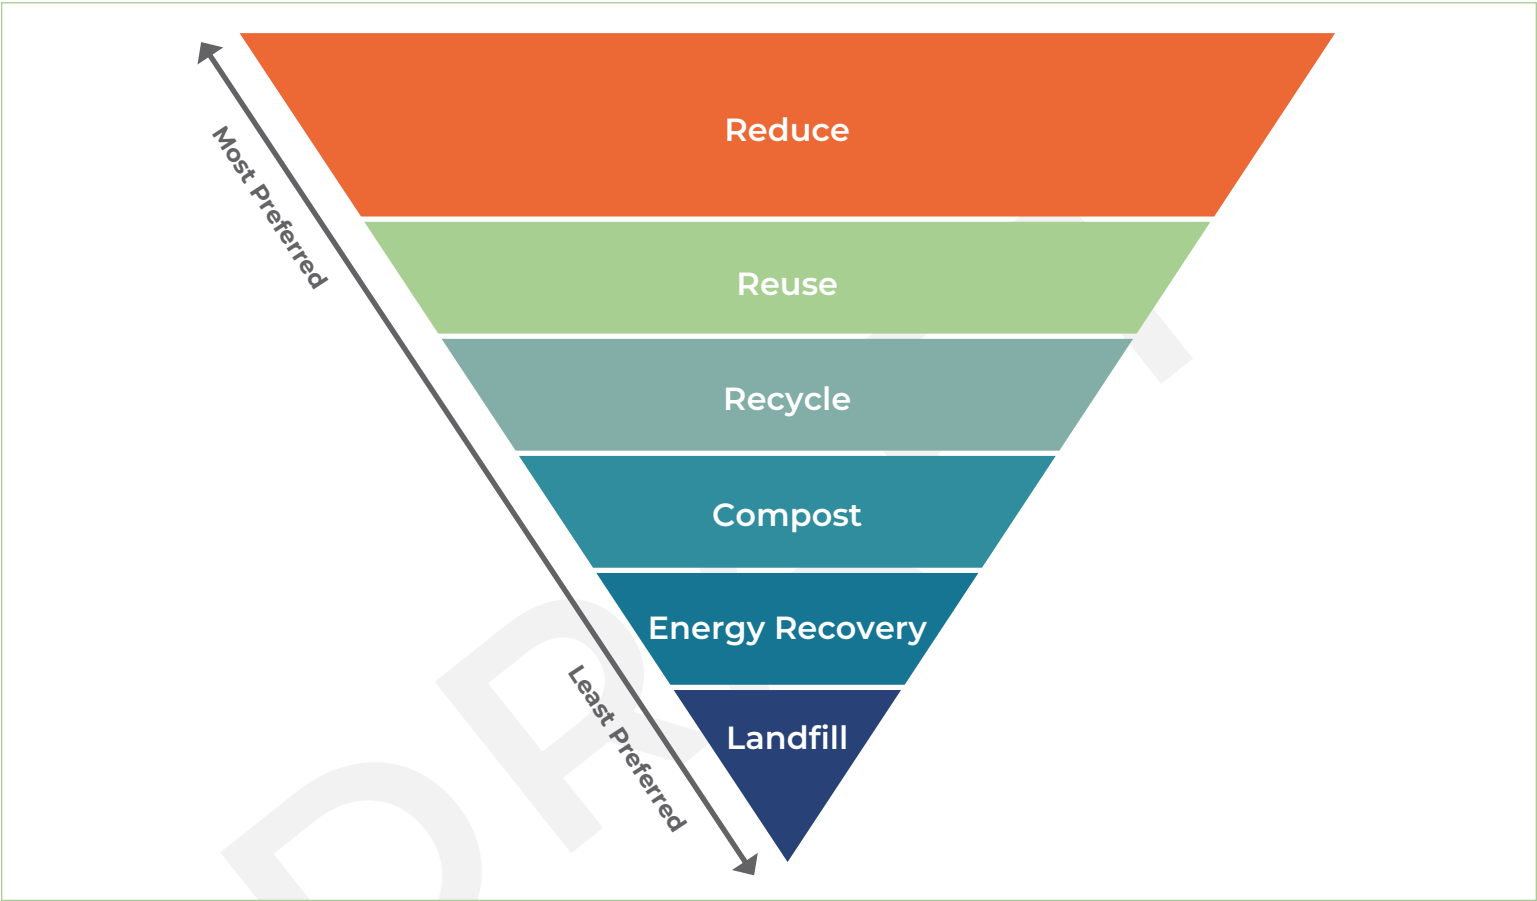 Most Preferred
Reduce
Reuse
Recycle
Compost
Energy Recovery
Least Preferred
Landfill